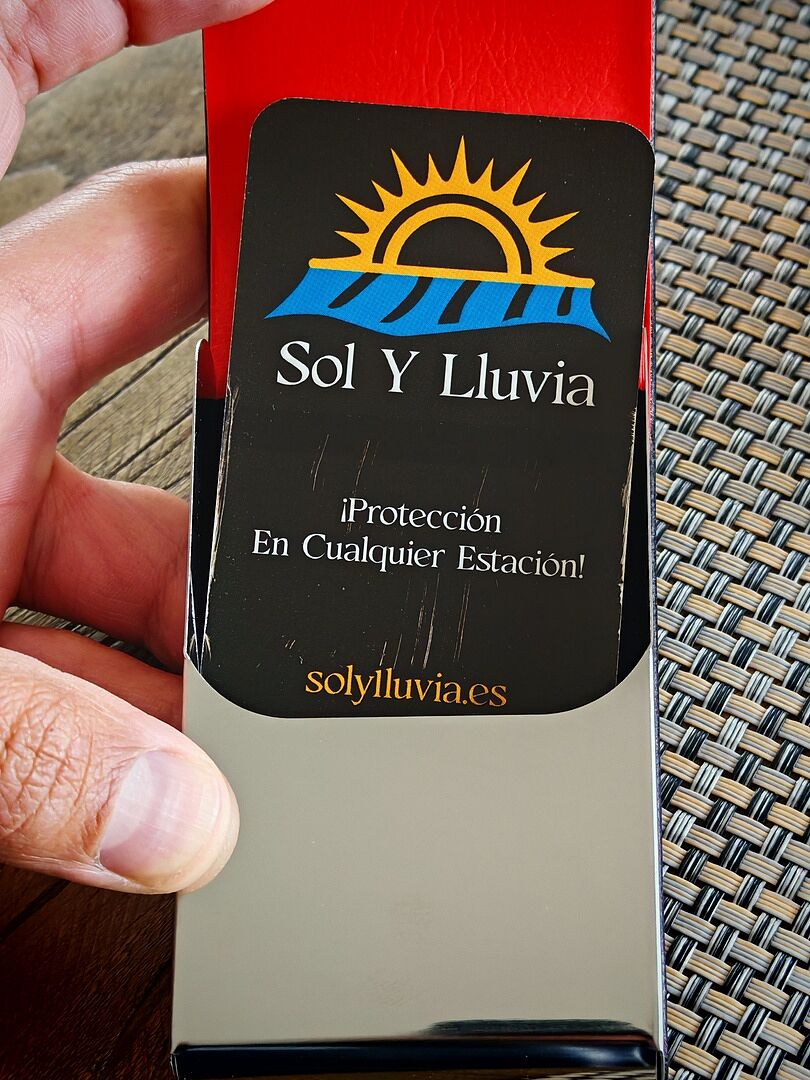 Sol Y Lluvia
¡Protección
En Cualquier Estación!
solylluvia.es